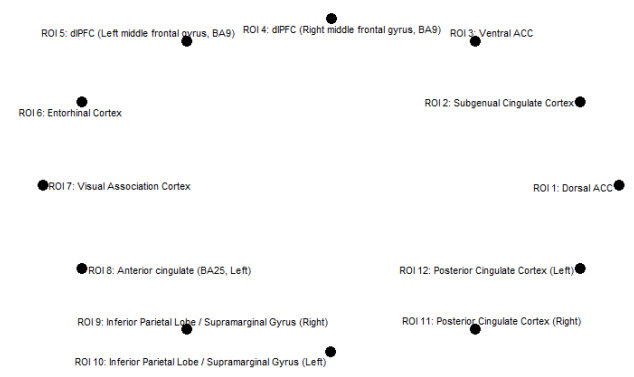 ROI 5: dlPFC (Left middle frontal gyrus, BA9)
ROI 4: dlPFC (Right middle frontal gyrus, BA9)
ROI 3: Ventral ACC
ROI 6: Entorhinal Cortex
ROI 2: Subgenual Cingulate Cortex
ROI 7: Visual Association Cortex
ROI 1: Dorsal ACC
ROI 8: Anterior cingulate (BA25, Left)
ROI 12: Posterior Cingulate Cortex (Left)
ROI 9: Inferior Parietal Lobe / Supramarginal Gyrus (Right)
ROI 11: Posterior Cingulate Cortex (Right)
ROI 10: Inferior Parietal Lobe / Supramarginal Gyrus (Left)